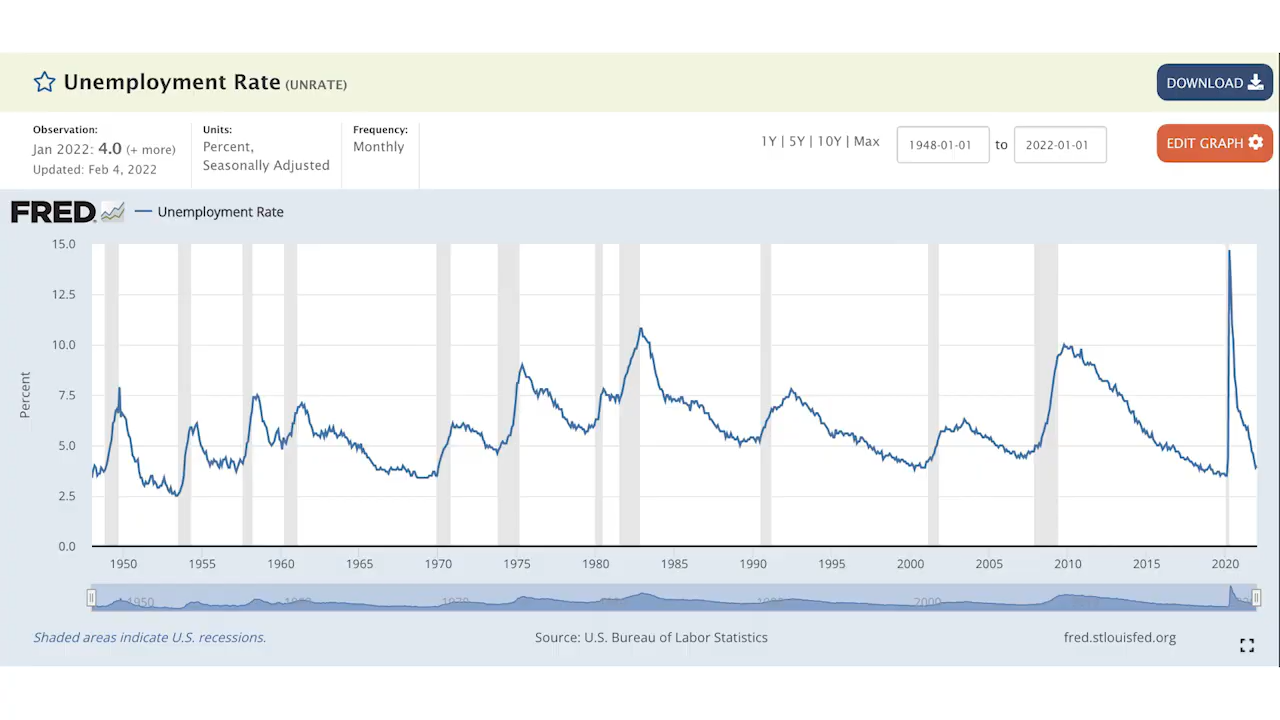 Unemployment Rate (UNRATE)
DOWNLOAD
Observation:
Jan 2022: 4.0 (+ more)
Updated: Feb 4, 2022
Units:
Percent,
Seasonally Adjusted
Frequency:
Monthly
1Y | 5Y | 10Y | Max
1948-01-01 to 2022-01-01
EDIT GRAPH
FRED
Unemployment Rate
Percent
15.0
12.5
10.0
7.5
5.0
2.5
0.0
1950 1955 1960 1965 1970 1975 1980 1985 1990 1995 2000 2005 2010 2015 2020
1950 1970 2000
Shaded areas indicate U.S. recessions.
Source: U.S. Bureau of Labor Statistics
fred.stlouisfed.org